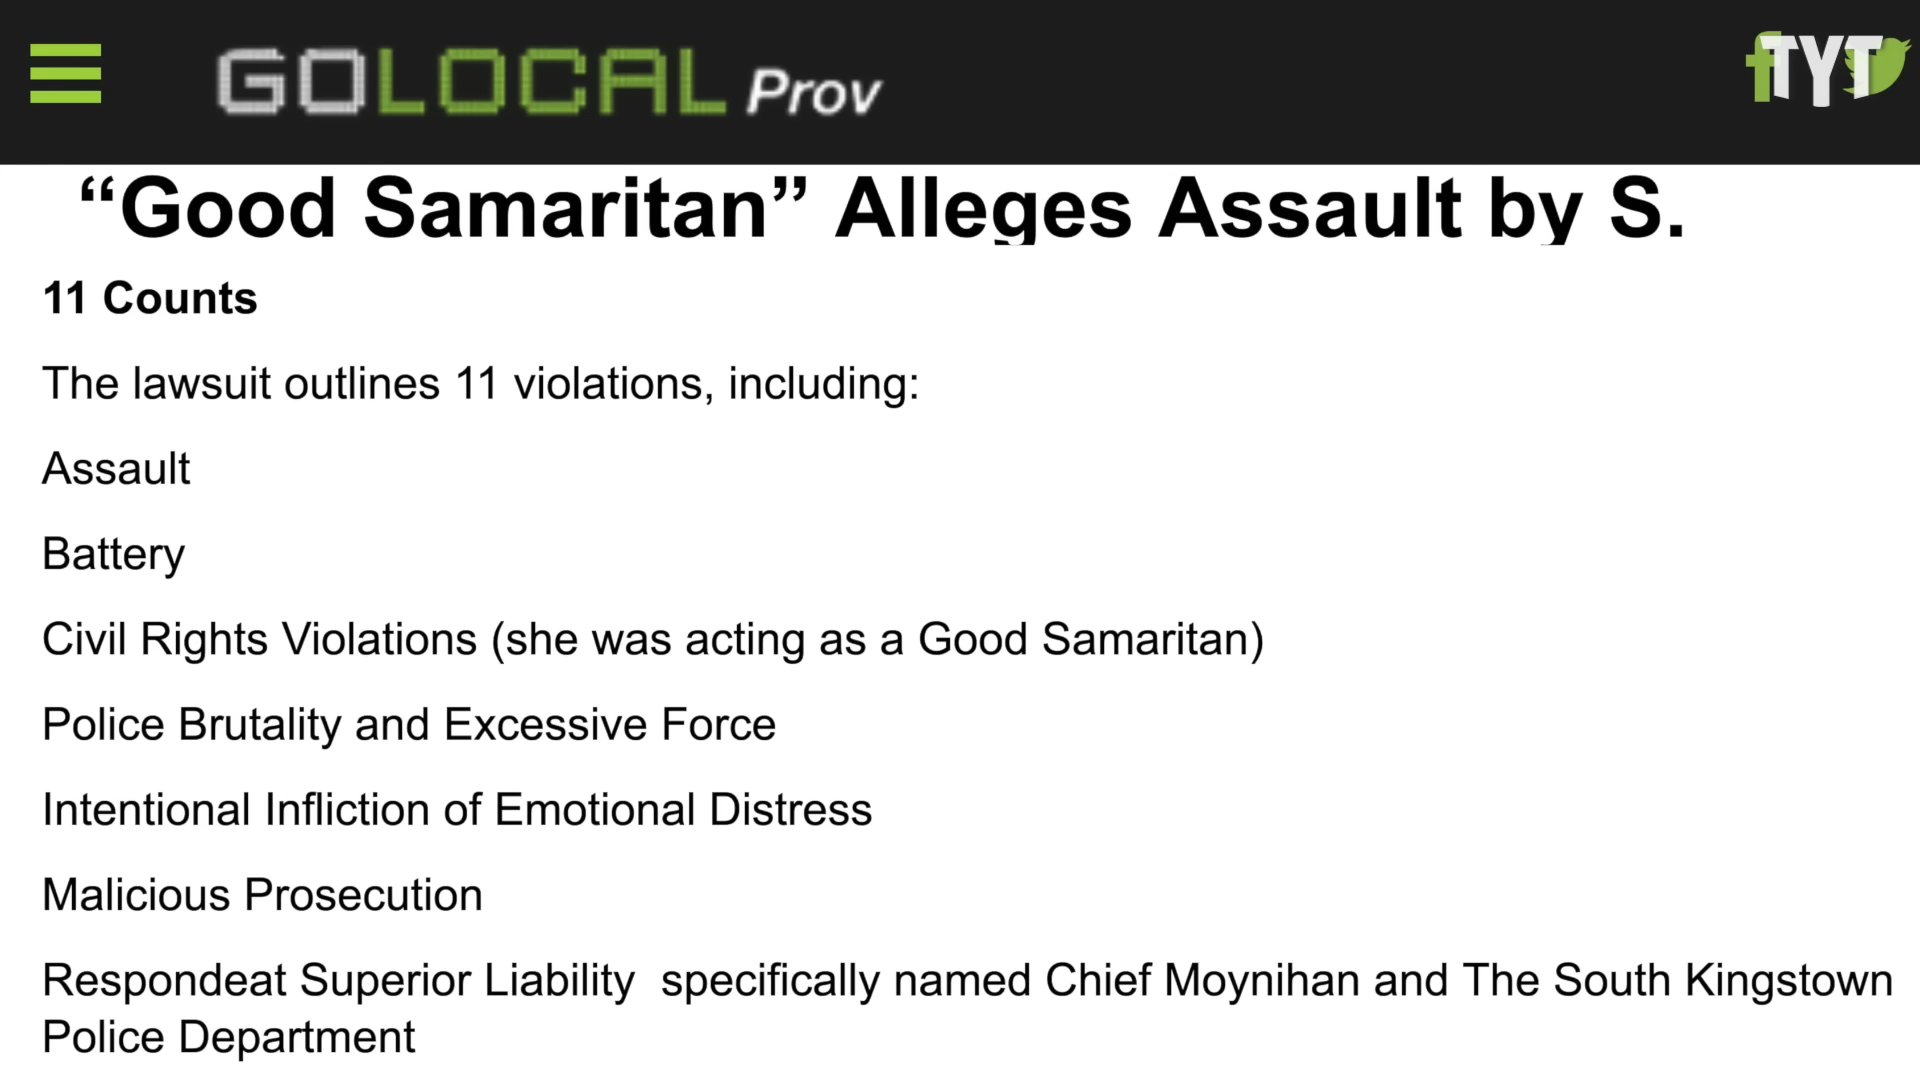 GOLOCAL Prov
TYT
“Good Samaritan” Alleges Assault by S.
11 Counts
The lawsuit outlines 11 violations, including:
Assault
Battery
Civil Rights Violations (she was acting as a Good Samaritan)
Police Brutality and Excessive Force
Intentional Infliction of Emotional Distress
Malicious Prosecution
Respondeat Superior Liability  specifically named Chief Moynihan and The South Kingstown
Police Department